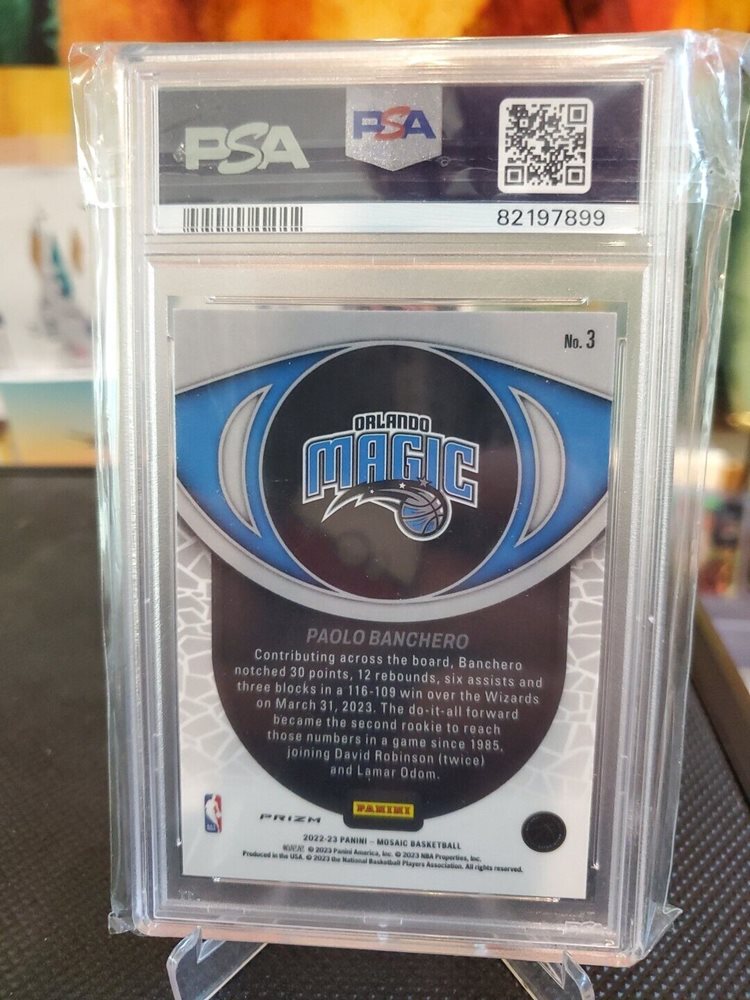 PSA
PSA
82197899
No. 3
ORLANDO
MAGIC
PAOLO BANCHERO
Contributing across the board, Banchero
notched 30 points, 12 rebounds, six assists and
three blocks in a 116-109 win over the Wizards
on March 31, 2023. The do-it-all forward
became the second rookie to reach
those numbers in a game since 1985,
joining David Robinson (twice)
and Lamar Odom.
PANINI
PRIZM
2022-23 PANINI – MOSAIC BASKETBALL
© 2023 Panini America, Inc. © 2023 NBA Properties, Inc.
Produced in the USA. © 2023 the National Basketball Players Association. All rights reserved.